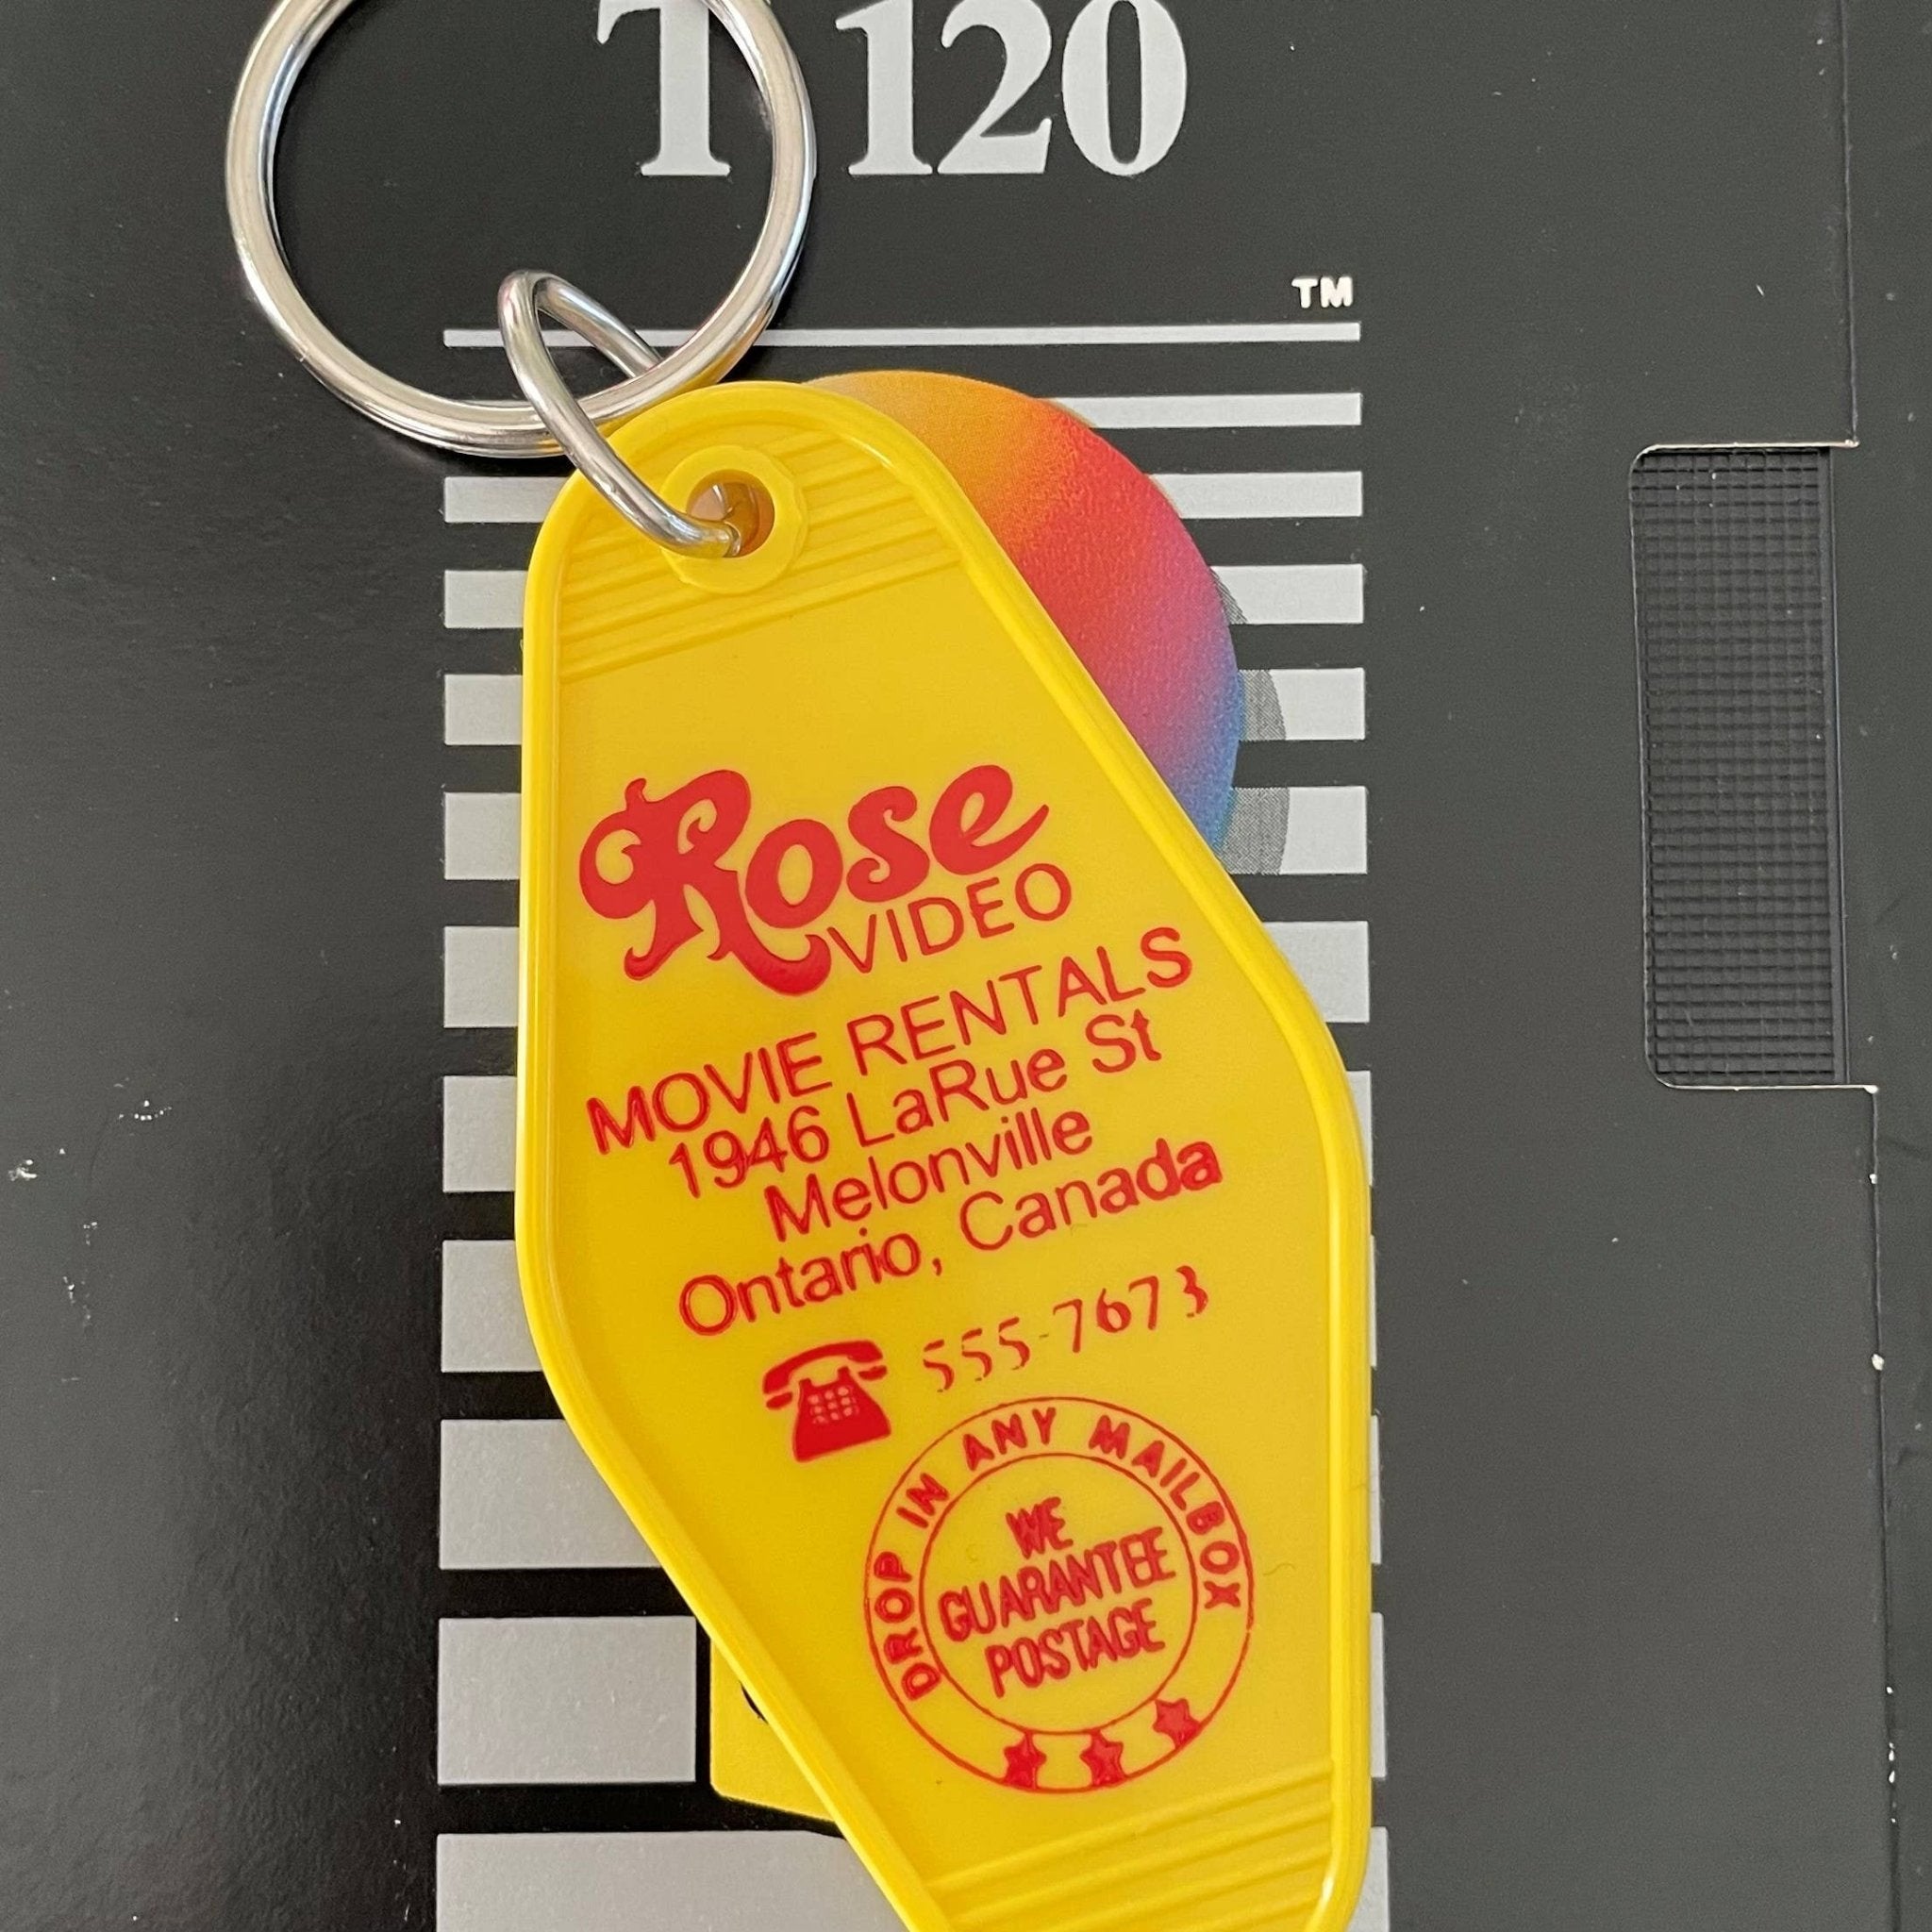 T 120
TM
Rose
VIDEO
MOVIE RENTALS
1946 LaRue St
Melonville
Ontario, Canada
555-7673
DROP IN ANY MAILBOX
WE
GUARANTEE
POSTAGE